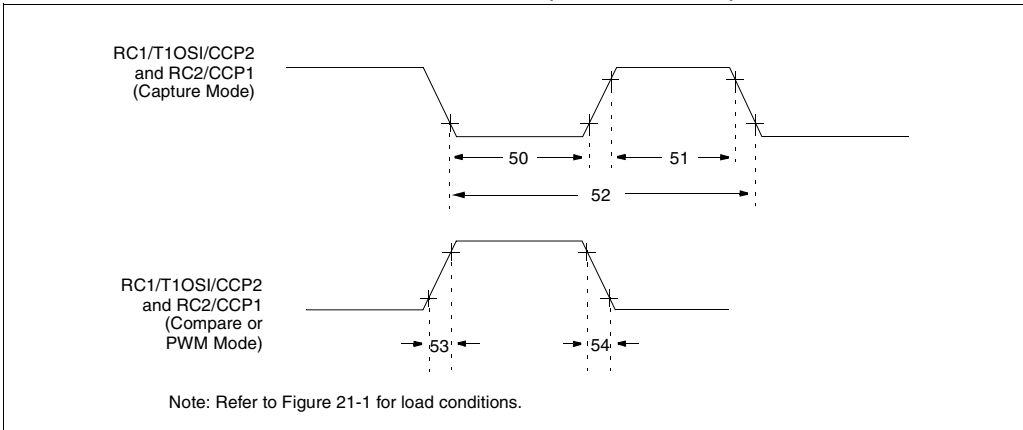 RC1/T1OSI/CCP2
and RC2/CCP1
(Capture Mode)
50
51
52
RC1/T1OSI/CCP2
and RC2/CCP1
(Compare or
PWM Mode)
53
54
Note: Refer to Figure 21-1 for load conditions.